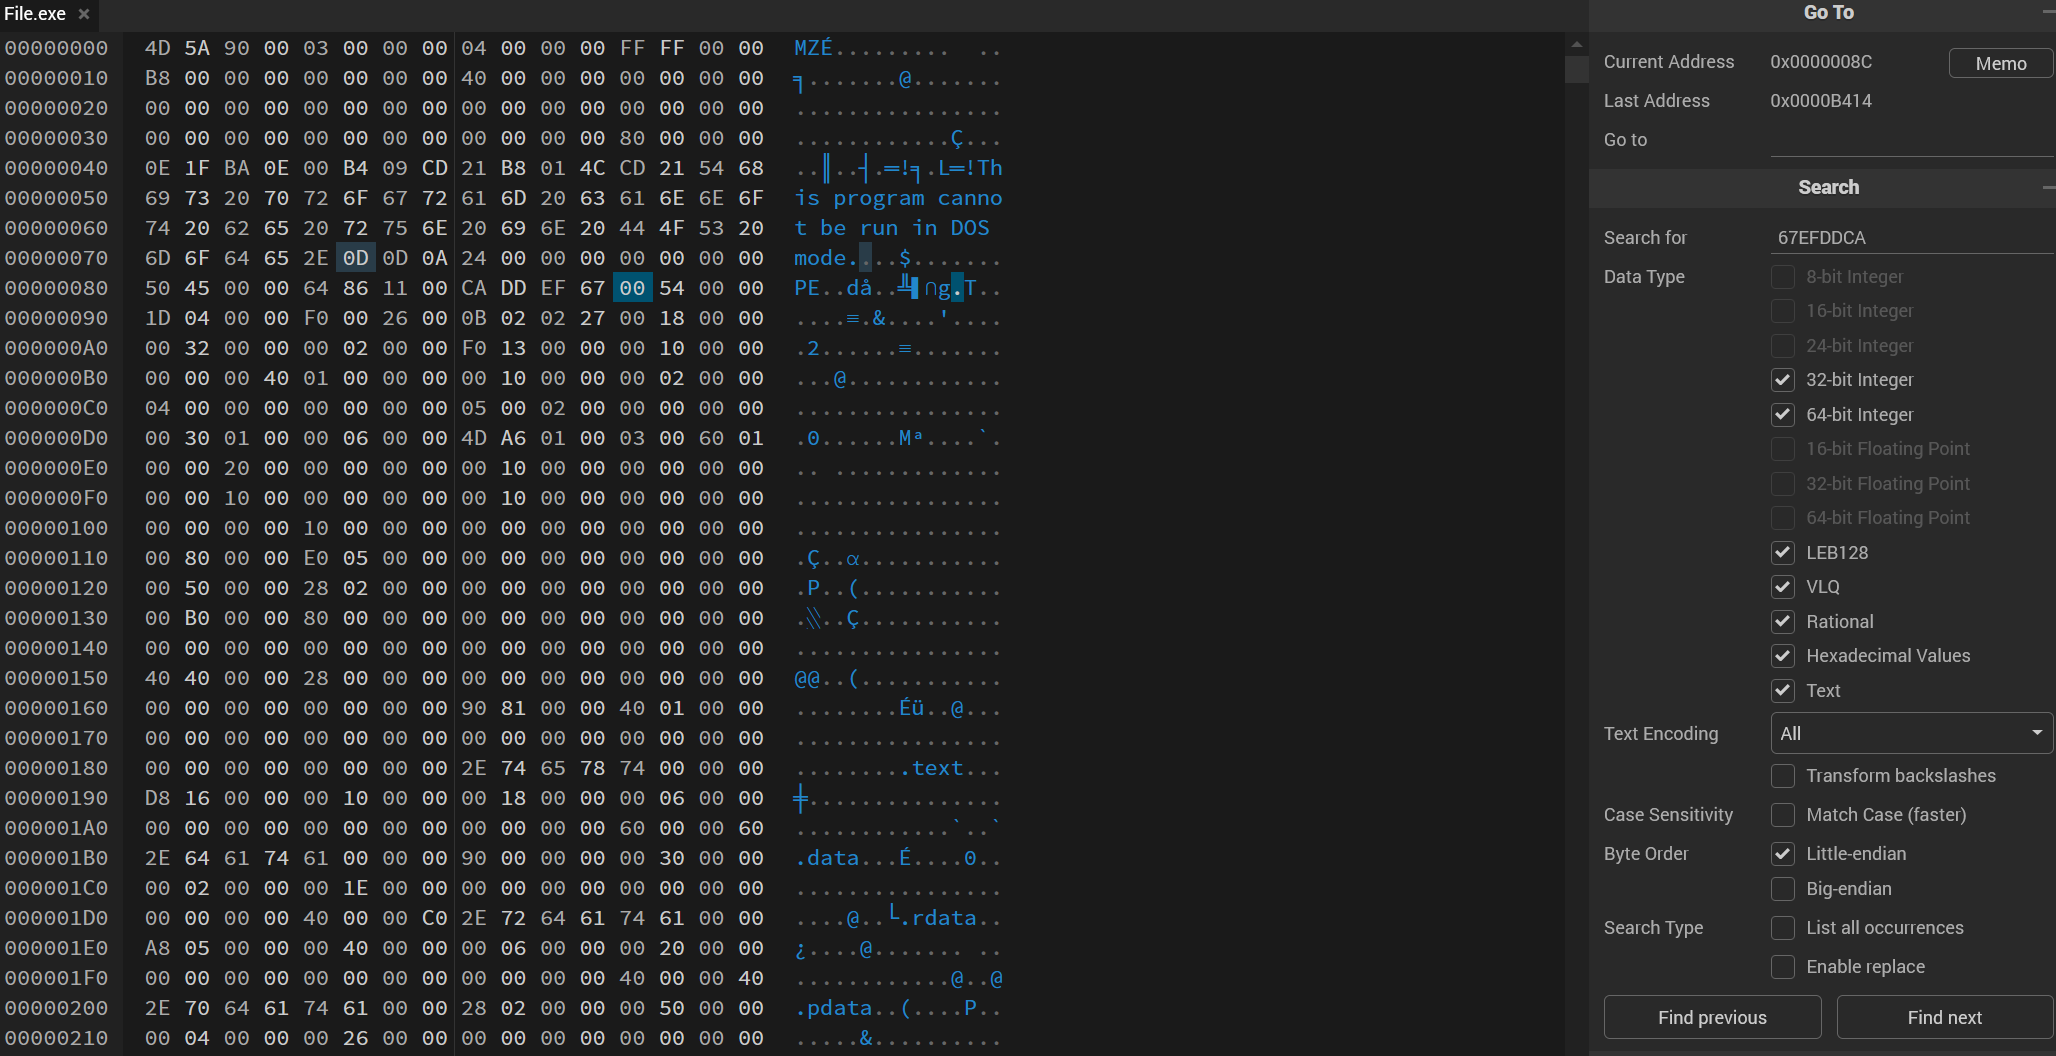 File.exe ×
00000000 4D 5A 90 00 03 00 00 00 04 00 00 00 FF FF 00 00 MZÉ......... ..
00000010 B8 00 00 00 00 00 00 00 40 00 00 00 00 00 00 00 ╕.......@.......
00000020 00 00 00 00 00 00 00 00 00 00 00 00 00 00 00 00 ................
00000030 00 00 00 00 00 00 00 00 00 00 00 00 80 00 00 00 ............Ç...
00000040 0E 1F BA 0E 00 B4 09 CD 21 B8 01 4C CD 21 54 68 ..║..┤.═!╕.L═!Th
00000050 69 73 20 70 72 6F 67 72 61 6D 20 63 61 6E 6E 6F is program canno
00000060 74 20 62 65 20 72 75 6E 20 69 6E 20 44 4F 53 20 t be run in DOS
00000070 6D 6F 64 65 2E 0D 0D 0A 24 00 00 00 00 00 00 00 mode....$.......
00000080 50 45 00 00 64 86 11 00 CA DD EF 67 00 54 00 00 PE..då..╩▌∩g.T..
00000090 1D 04 00 00 F0 00 26 00 0B 02 02 27 00 18 00 00 ....≡.&....'....
000000A0 00 32 00 00 00 02 00 00 F0 13 00 00 00 10 00 00 .2......≡.......
000000B0 00 00 00 40 01 00 00 00 00 10 00 00 00 02 00 00 ...@............
000000C0 04 00 00 00 00 00 00 00 05 00 02 00 00 00 00 00 ................
000000D0 00 30 01 00 00 06 00 00 4D A6 01 00 03 00 60 01 .0......Mª....`.
000000E0 00 00 20 00 00 00 00 00 00 10 00 00 00 00 00 00 .. .............
000000F0 00 00 10 00 00 00 00 00 00 10 00 00 00 00 00 00 ................
00000100 00 00 00 00 10 00 00 00 00 00 00 00 00 00 00 00 ................
00000110 00 80 00 00 E0 05 00 00 00 00 00 00 00 00 00 00 .Ç..α...........
00000120 00 50 00 00 28 02 00 00 00 00 00 00 00 00 00 00 .P..(...........
00000130 00 B0 00 00 80 00 00 00 00 00 00 00 00 00 00 00 .░..Ç...........
00000140 00 00 00 00 00 00 00 00 00 00 00 00 00 00 00 00 ................
00000150 40 40 00 00 28 00 00 00 00 00 00 00 00 00 00 00 @@..(...........
00000160 00 00 00 00 00 00 00 00 90 81 00 00 40 01 00 00 ........Éü..@...
00000170 00 00 00 00 00 00 00 00 00 00 00 00 00 00 00 00 ................
00000180 00 00 00 00 00 00 00 00 2E 74 65 78 74 00 00 00 .........text...
00000190 D8 16 00 00 00 10 00 00 00 18 00 00 00 06 00 00 ╪...............
000001A0 00 00 00 00 00 00 00 00 00 00 00 00 60 00 00 60 ............`..`
000001B0 2E 64 61 74 61 00 00 00 90 00 00 00 00 30 00 00 .data...É....0..
000001C0 00 02 00 00 00 1E 00 00 00 00 00 00 00 00 00 00 ................
000001D0 00 00 00 00 40 00 00 C0 2E 72 64 61 74 61 00 00 ....@..└.rdata..
000001E0 A8 05 00 00 00 40 00 00 00 06 00 00 00 20 00 00 ¿....@....... ..
000001F0 00 00 00 00 00 00 00 00 00 00 00 00 40 00 00 40 ............@..@
00000200 2E 70 64 61 74 61 00 00 28 02 00 00 00 50 00 00 .pdata..(....P..
00000210 00 04 00 00 00 26 00 00 00 00 00 00 00 00 00 00 .....&..........
Go To
Current Address 0x0000008C Memo
Last Address 0x0000B414
Go to
Search
Search for 67EFDDCA
Data Type 8-bit Integer
16-bit Integer
24-bit Integer
32-bit Integer
64-bit Integer
16-bit Floating Point
32-bit Floating Point
64-bit Floating Point
LEB128
VLQ
Rational
Hexadecimal Values
Text
Text Encoding All
Transform backslashes
Case Sensitivity Match Case (faster)
Byte Order Little-endian
Big-endian
Search Type List all occurrences
Enable replace
Find previous Find next